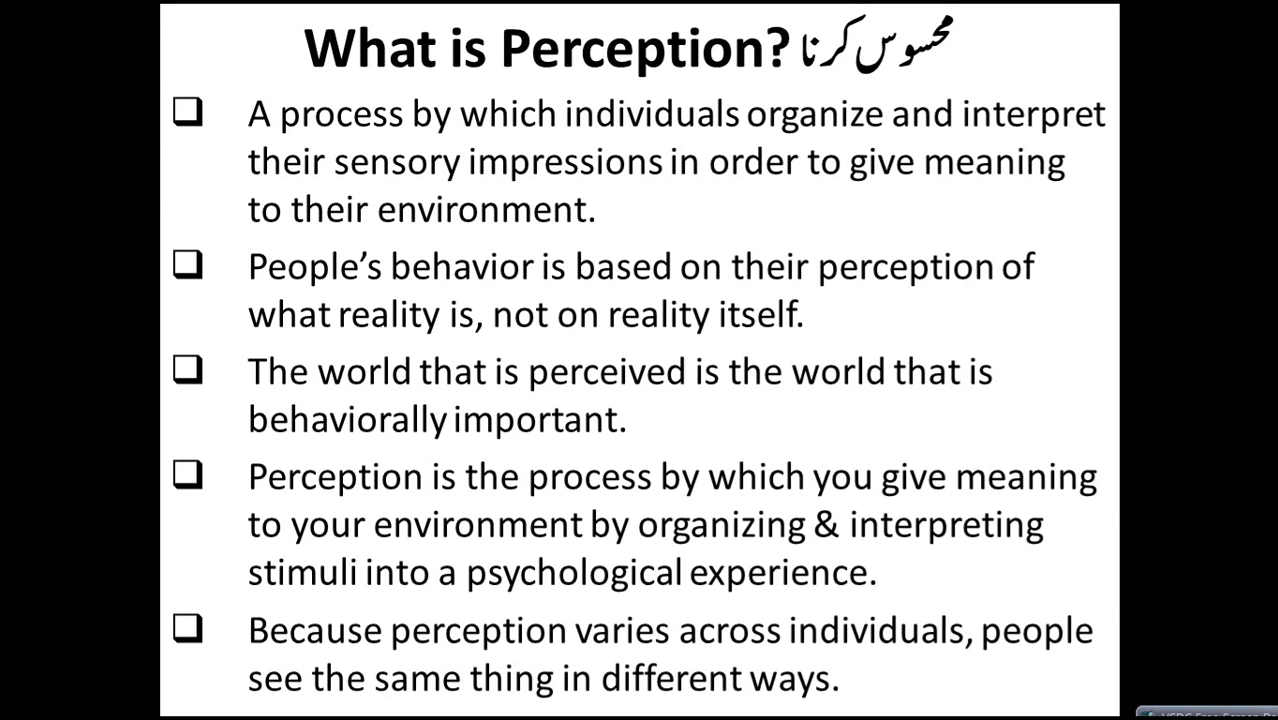 What is Perception? محسوس کرنا
❑ A process by which individuals organize and interpret
their sensory impressions in order to give meaning
to their environment.
❑ People’s behavior is based on their perception of
what reality is, not on reality itself.
❑ The world that is perceived is the world that is
behaviorally important.
❑ Perception is the process by which you give meaning
to your environment by organizing & interpreting
stimuli into a psychological experience.
❑ Because perception varies across individuals, people
see the same thing in different ways.